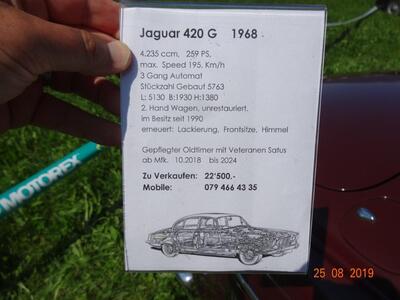 Jaguar 420 G 1968
4.235 ccm, 259 PS,
max. Speed 195, Km/h
3 Gang Automat
Stückzahl Gebaut 5763
L: 5130 B:1930 H:1380
2. Hand Wagen, unrestauriert.
im Besitz seit 1990
erneuert: Lackierung, Frontsitze, Himmel
Gepflegter Oldtimer mit Veteranen Satus
ab Mfk. 10.2018 bis 2024
Zu Verkaufen: 22'500.-
Mobile: 079 466 43 35
MOTOREX
25 08 2019